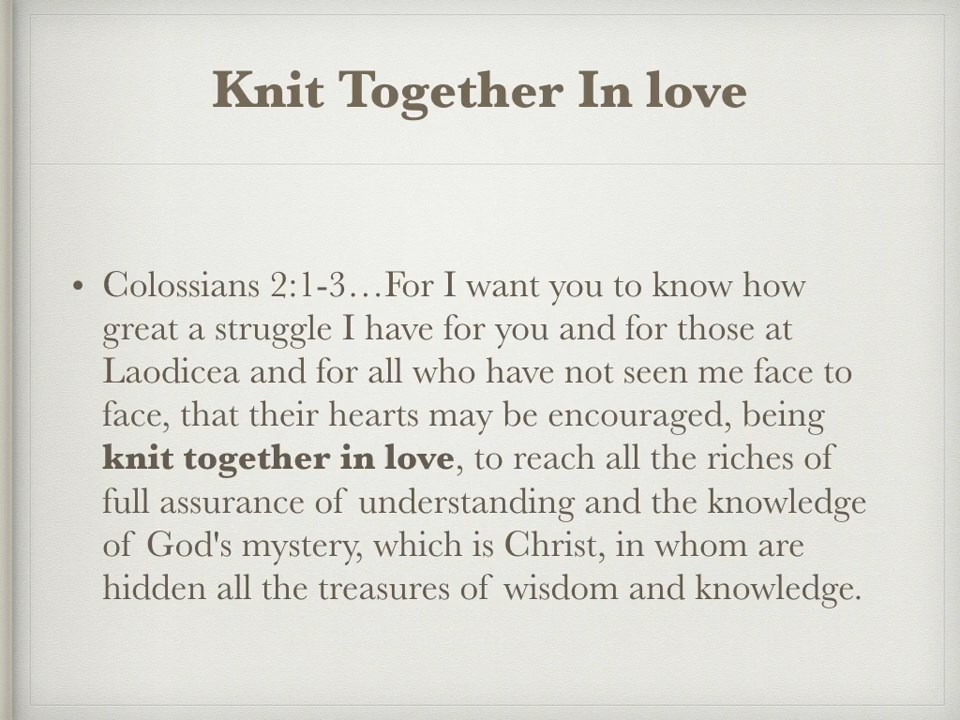 Knit Together In love
• Colossians 2:1-3…For I want you to know how
great a struggle I have for you and for those at
Laodicea and for all who have not seen me face to
face, that their hearts may be encouraged, being
knit together in love, to reach all the riches of
full assurance of understanding and the knowledge
of God's mystery, which is Christ, in whom are
hidden all the treasures of wisdom and knowledge.